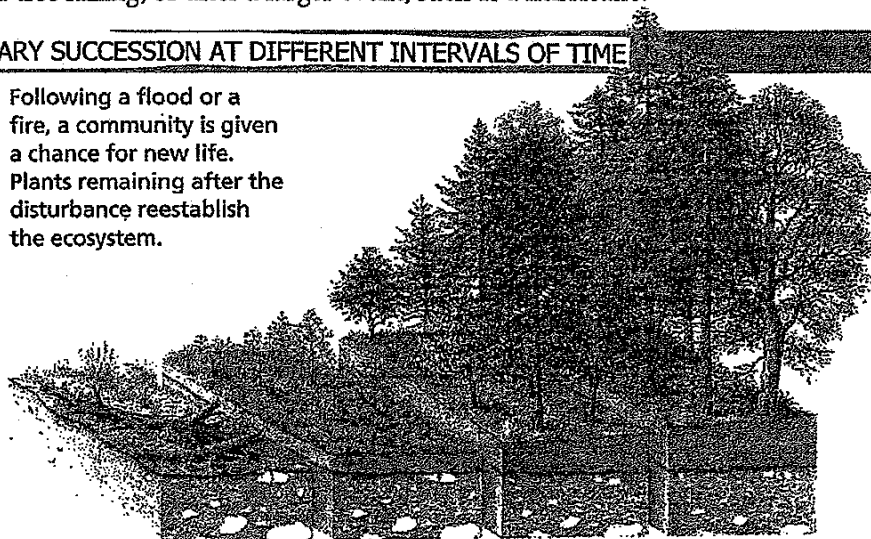 ARY SUCCESSION AT DIFFERENT INTERVALS OF TIME
Following a flood or a
fire, a community is given
a chance for new life.
Plants remaining after the
disturbance reestablish
the ecosystem.